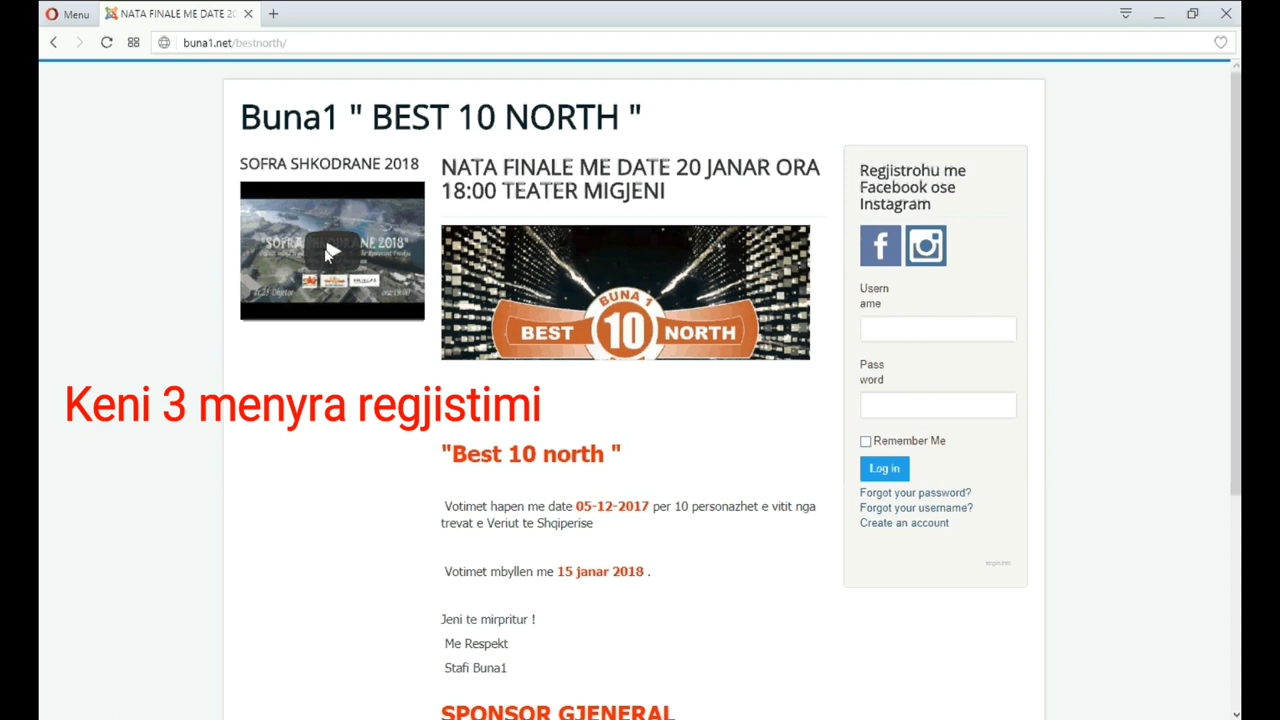 Menu
NATA FINALE ME DATE 20
buna1.net/bestnorth/
Buna1 " BEST 10 NORTH "
SOFRA SHKODRANE 2018
"SOFRA SHKODRANE 2018"
NATA FINALE ME DATE 20 JANAR ORA
18:00 TEATER MIGJENI
BUNA 1
BEST 10 NORTH
Keni 3 menyra regjistimi
"Best 10 north "
Votimet hapen me date 05-12-2017 per 10 personazhet e vitit nga
trevat e Veriut te Shqiperise
Votimet mbyllen me 15 janar 2018 .
Jeni te mirpritur !
Me Respekt
Stafi Buna1
SPONSOR GJENERAL
Regjistrohu me
Facebook ose
Instagram
Usern
ame
Pass
word
Remember Me
Log in
Forgot your password?
Forgot your username?
Create an account